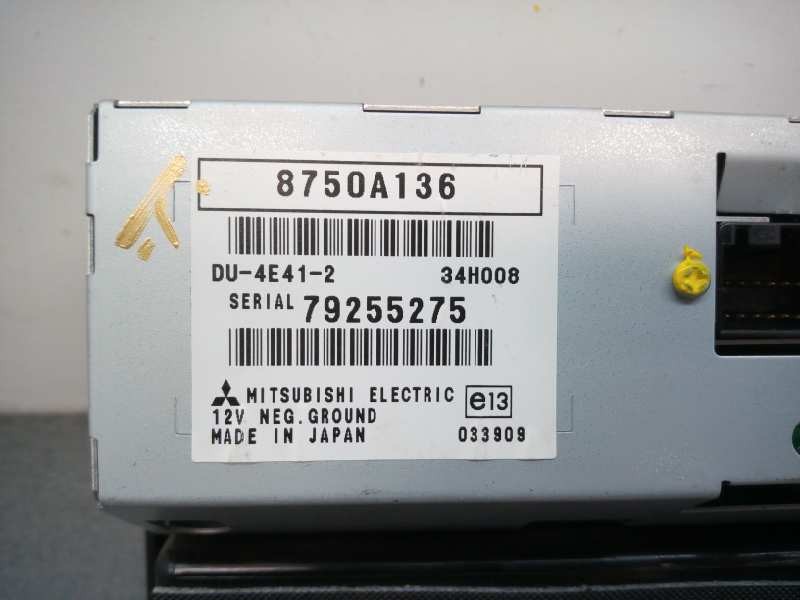 8750A136
DU-4E41-2 34H008
SERIAL 79255275
MITSUBISHI ELECTRIC e13
12V NEG.GROUND
MADE IN JAPAN 033909